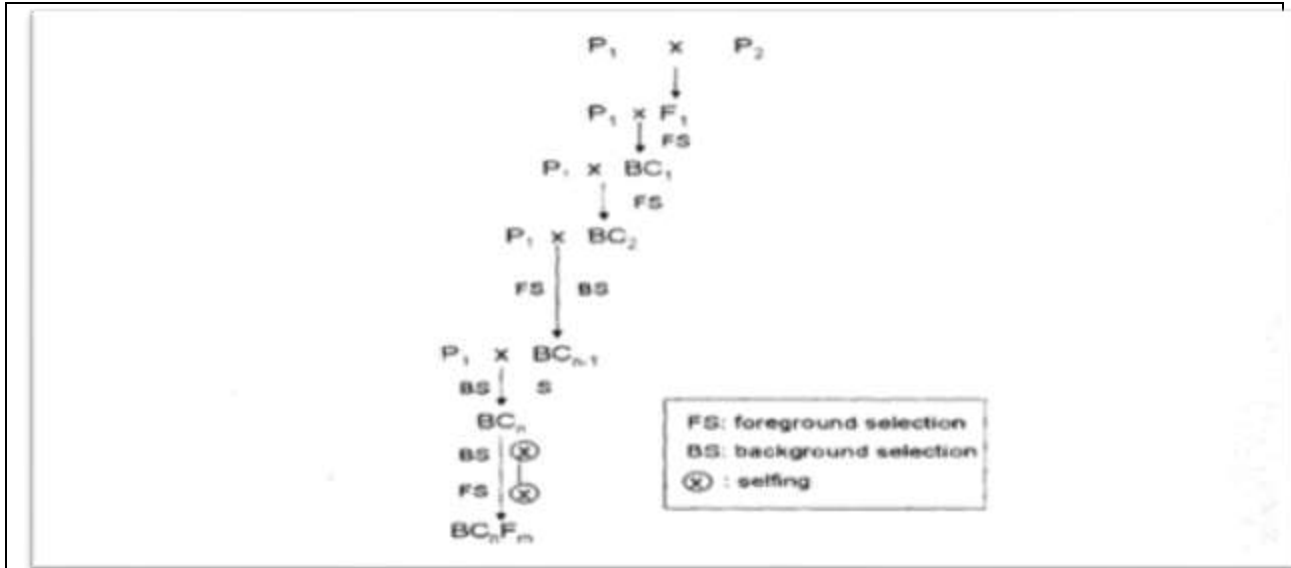 P₁ x P₂
P₁ x F₁
FS
P₁ x BC₁
FS
P₁ x BC₂
FS BS
P₁ x BCₙ₋₁
BS S
BCₙ
BS ⓧ
FS ⓧ
BCₙFₘ
FS: foreground selection
BS: background selection
ⓧ : selfing